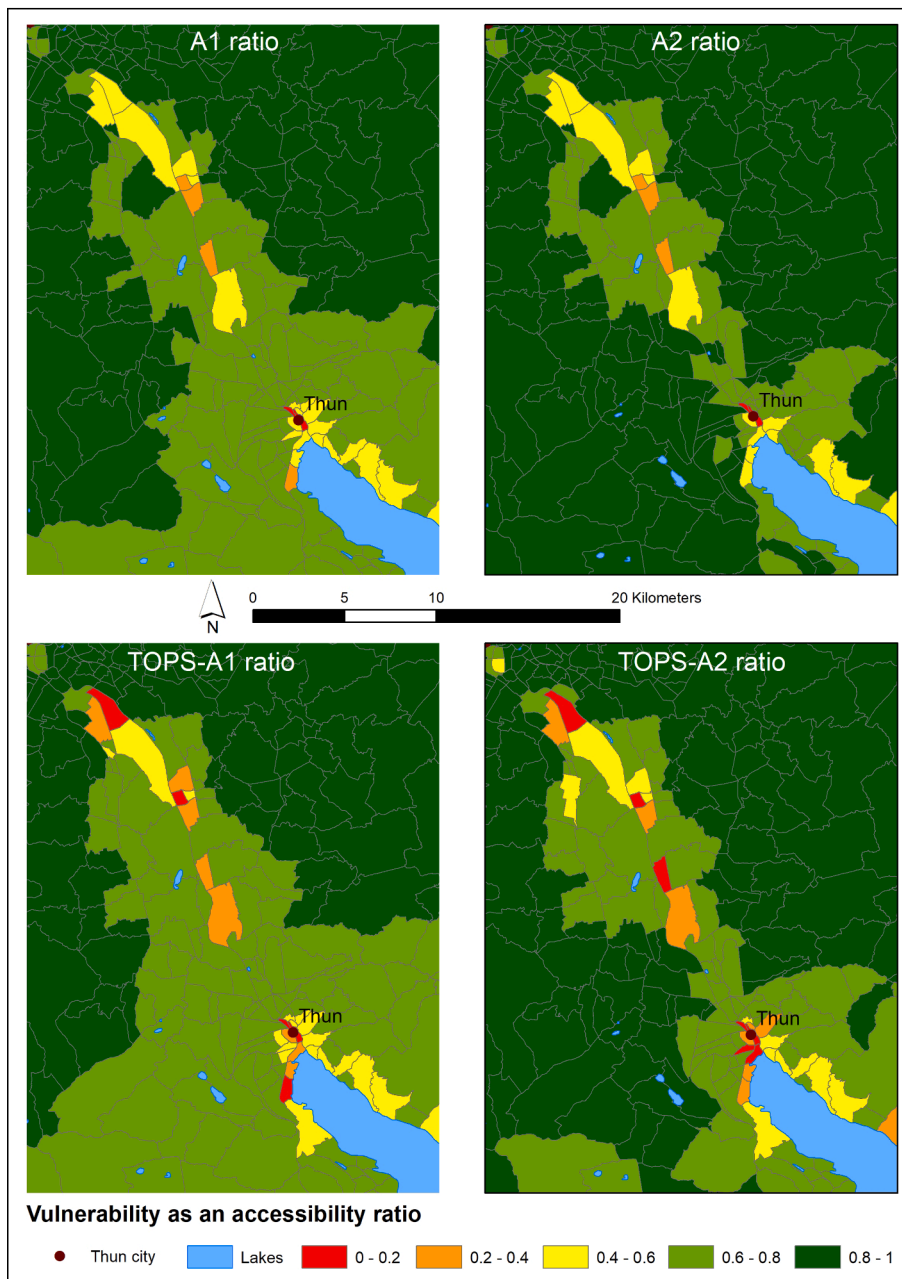 A1 ratio
A2 ratio
Thun
Thun
0 5 10 20 Kilometers
N
TOPS-A1 ratio
TOPS-A2 ratio
Thun
Thun
Vulnerability as an accessibility ratio
Thun city Lakes 0 - 0.2 0.2 - 0.4 0.4 - 0.6 0.6 - 0.8 0.8 - 1